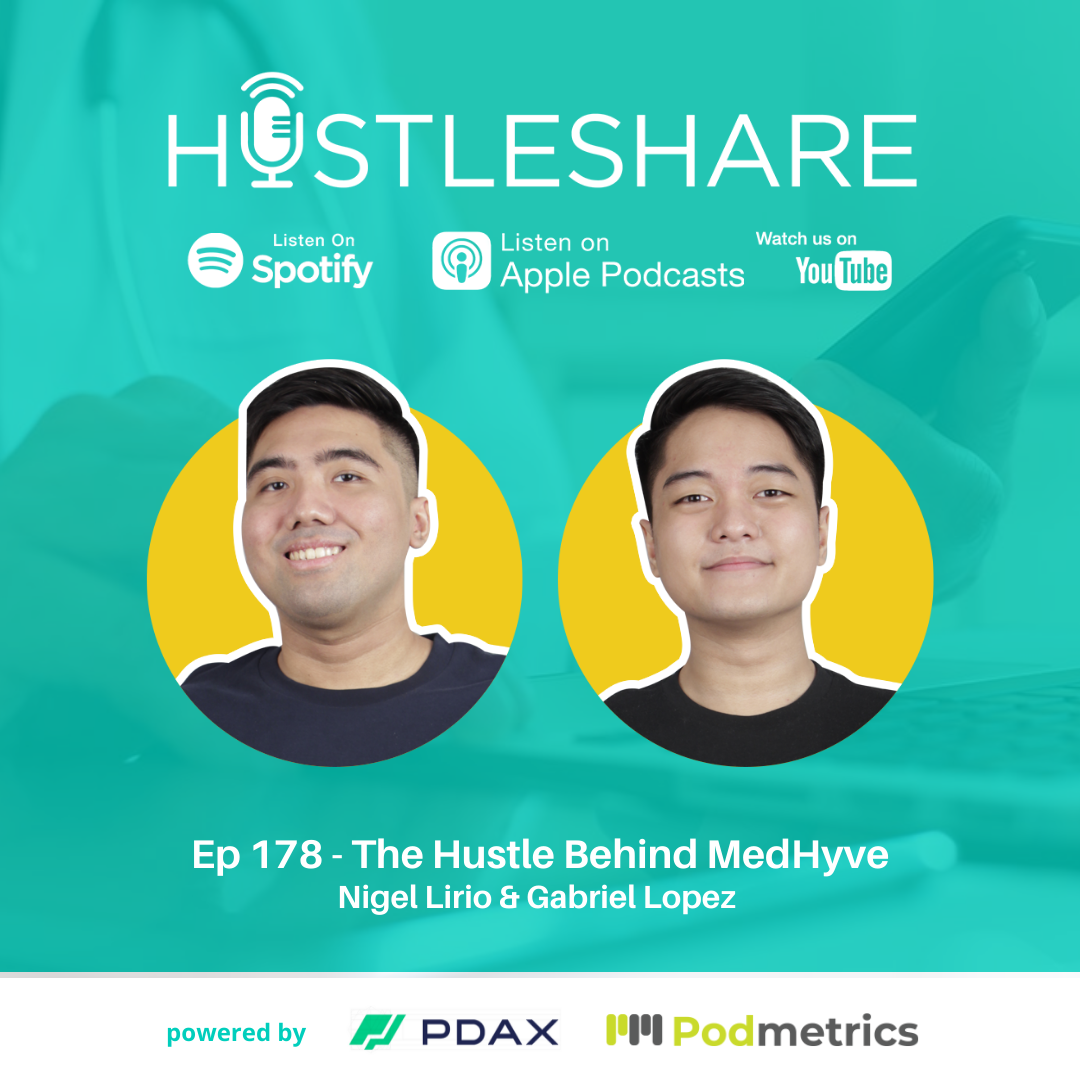 HUSTLESHARE
Listen On
Spotify
Listen on
Apple Podcasts
Watch us on
YouTube
Ep 178 - The Hustle Behind MedHyve
Nigel Lirio & Gabriel Lopez
powered by
PDAX
Podmetrics